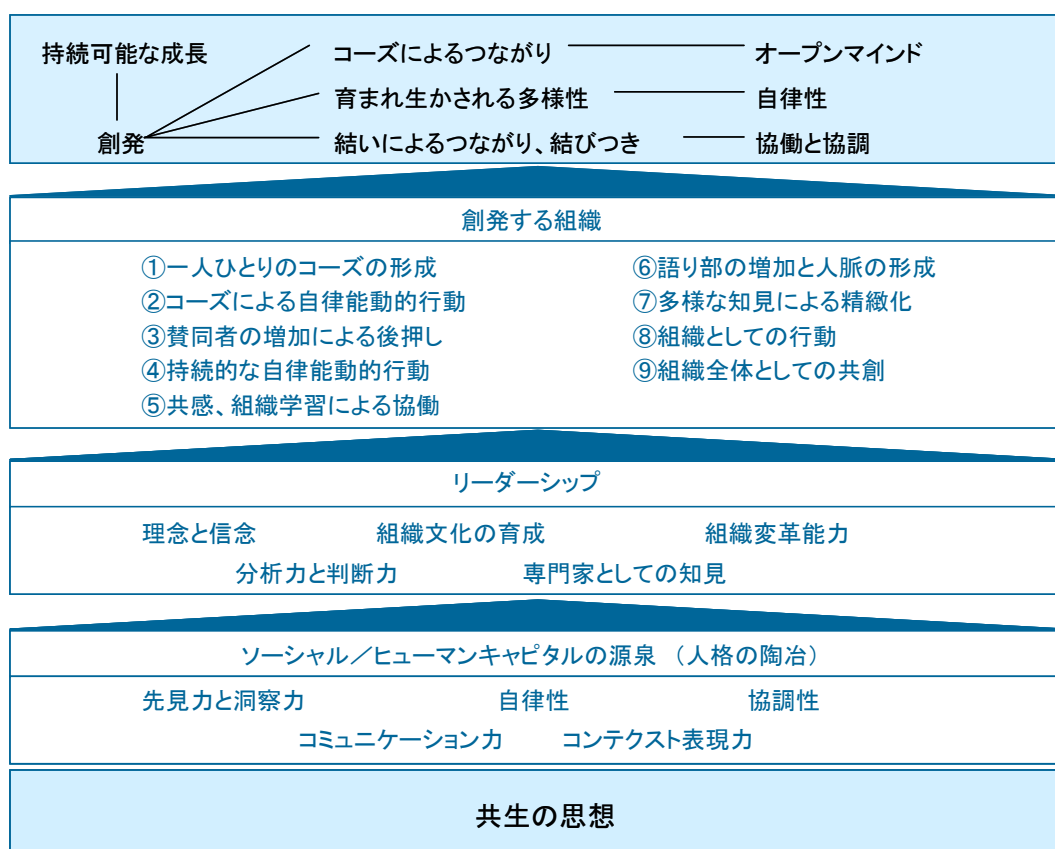 持続可能な成長 コーズによるつながり オープンマインド
育まれ生かされる多様性 自律性
創発 結いによるつながり、結びつき 協働と協調
創発する組織
①一人ひとりのコーズの形成
②コーズによる自律能動的行動
③賛同者の増加による後押し
④持続的な自律能動的行動
⑤共感、組織学習による協働
⑥語り部の増加と人脈の形成
⑦多様な知見による精緻化
⑧組織としての行動
⑨組織全体としての共創
リーダーシップ
理念と信念 組織文化の育成 組織変革能力
分析力と判断力 専門家としての知見
ソーシャル／ヒューマンキャピタルの源泉 （人格の陶冶）
先見力と洞察力 自律性 協調性
コミュニケーション力 コンテクスト表現力
共生の思想